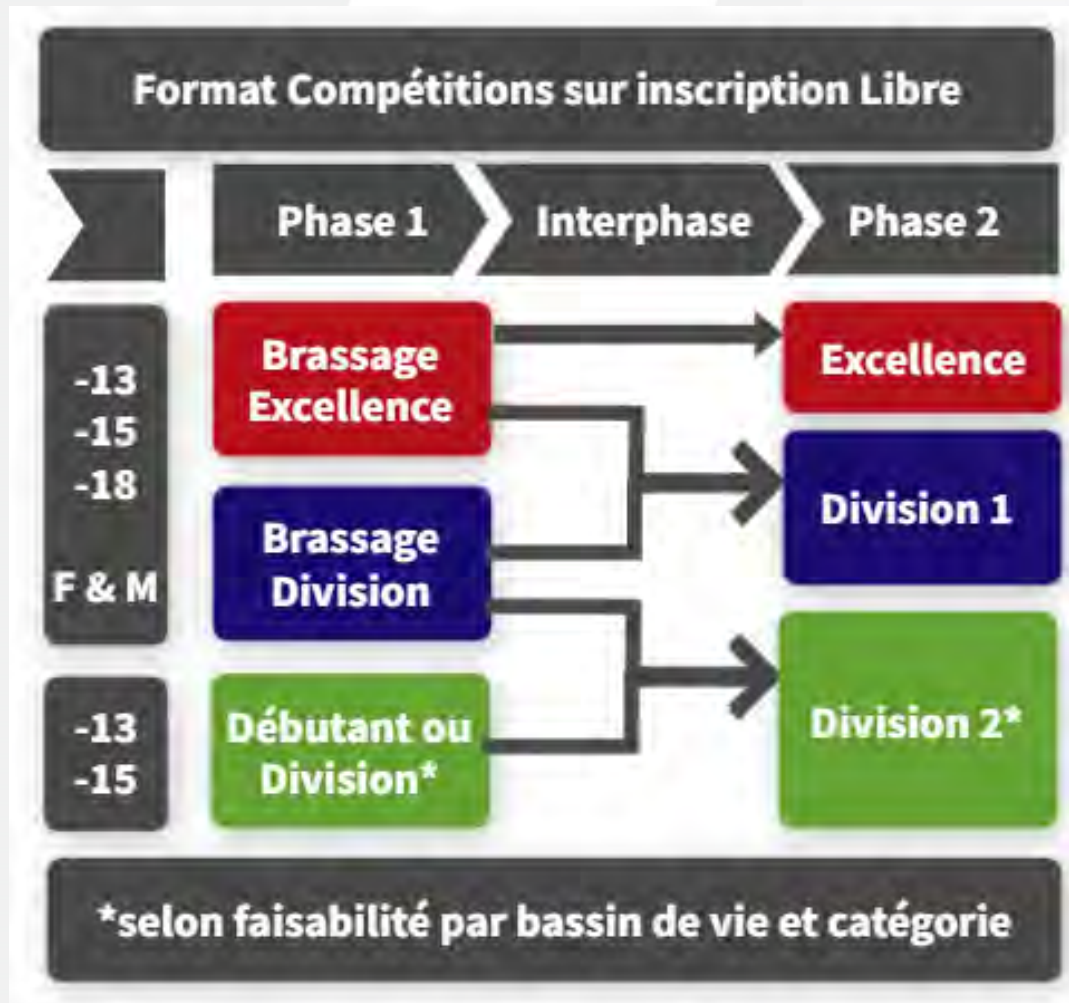 Format Compétitions sur inscription Libre
Phase 1
Interphase
Phase 2
-13
-15
-18
F & M
Brassage
Excellence
Excellence
Brassage
Division
Division 1
-13
-15
Débutant ou
Division*
Division 2*
*selon faisabilité par bassin de vie et catégorie